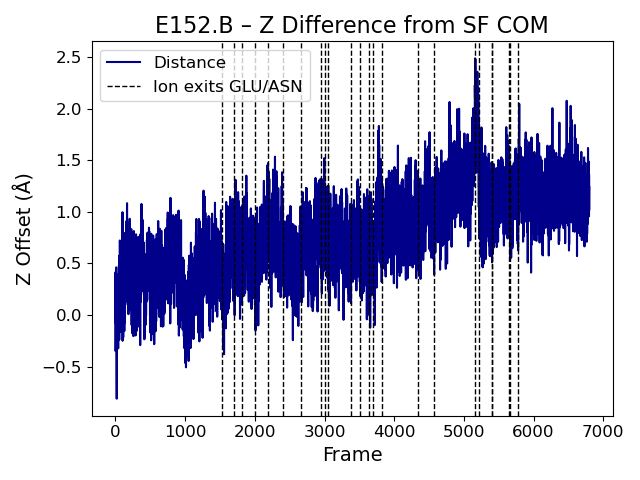 E152.B – Z Difference from SF COM
Distance
Ion exits GLU/ASN
Z Offset (Å)
2.5
2.0
1.5
1.0
0.5
0.0
−0.5
0 1000 2000 3000 4000 5000 6000 7000
Frame